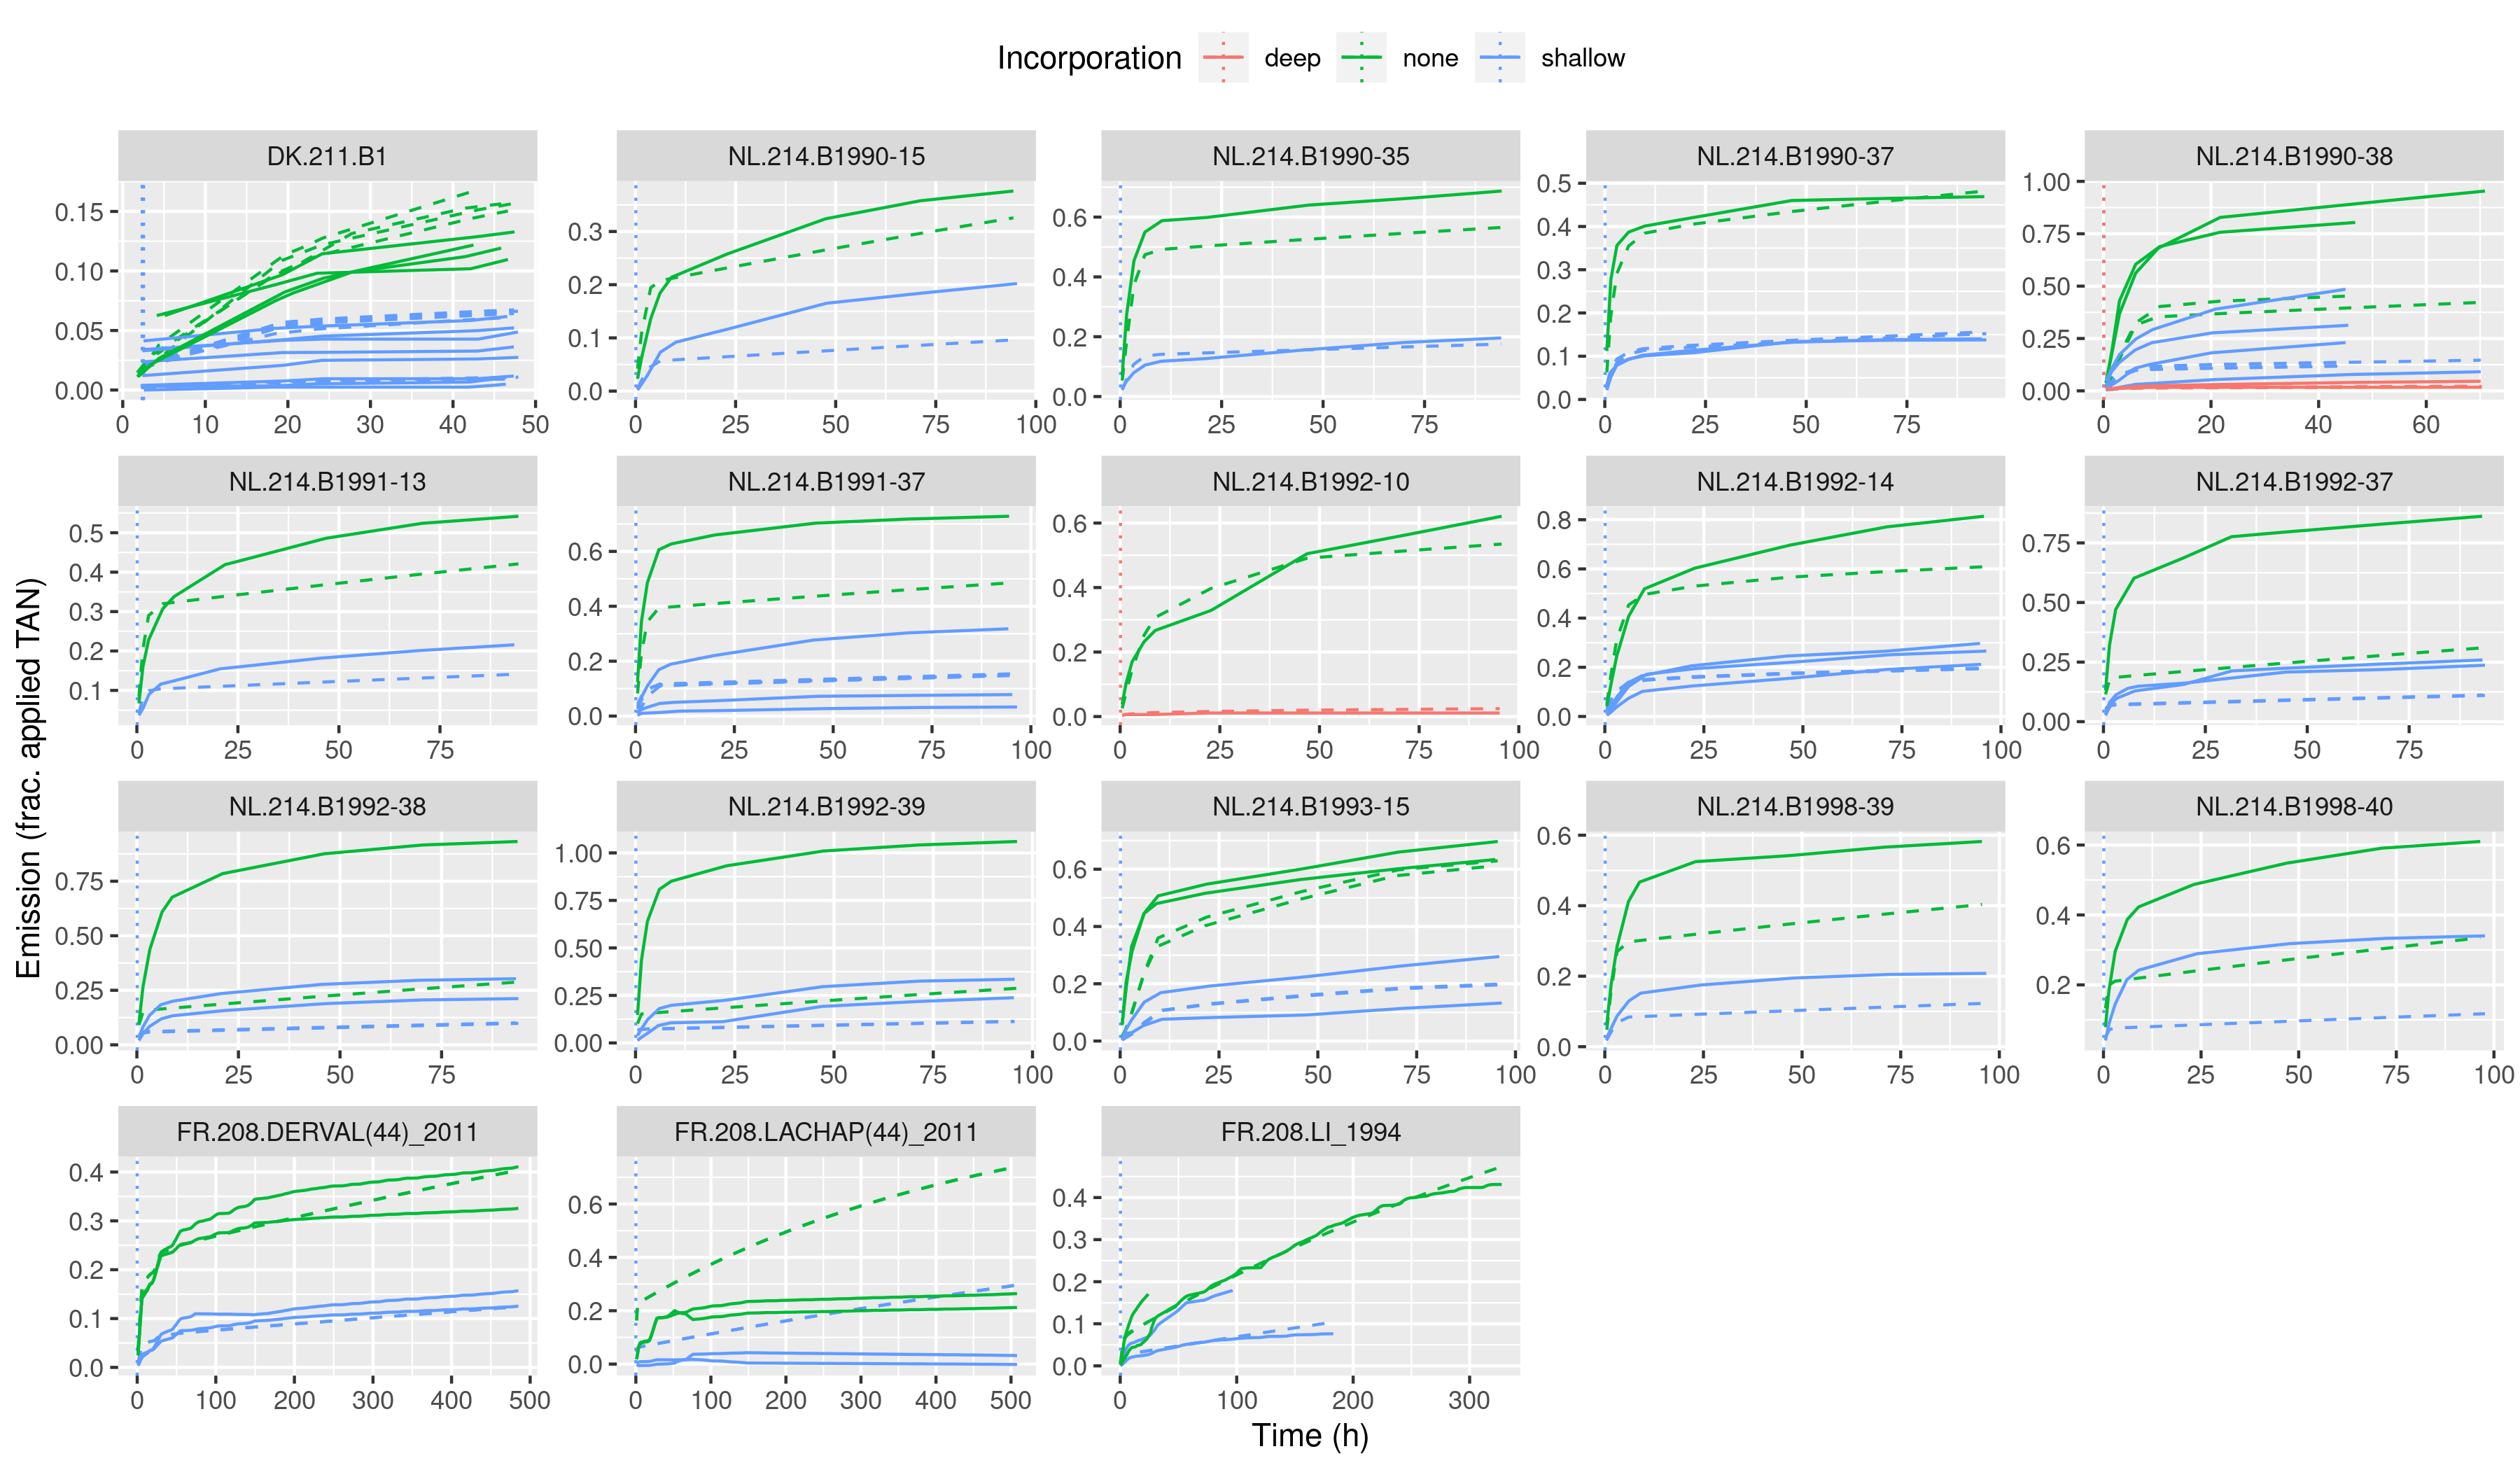 Incorporation deep none shallow
DK.211.B1 NL.214.B1990-15 NL.214.B1990-35 NL.214.B1990-37 NL.214.B1990-38
0.15 0.10 0.05 0.00
0 10 20 30 40 50
0.3 0.2 0.1 0.0
0 25 50 75 100
0.6 0.4 0.2 0.0
0 25 50 75
0.5 0.4 0.3 0.2 0.1 0.0
0 25 50 75
1.00 0.75 0.50 0.25 0.00
0 20 40 60
NL.214.B1991-13 NL.214.B1991-37 NL.214.B1992-10 NL.214.B1992-14 NL.214.B1992-37
0.5 0.4 0.3 0.2 0.1
0 25 50 75
0.6 0.4 0.2 0.0
0 25 50 75 100
0.6 0.4 0.2 0.0
0 25 50 75 100
0.8 0.6 0.4 0.2 0.0
0 25 50 75 100
0.75 0.50 0.25 0.00
0 25 50 75
NL.214.B1992-38 NL.214.B1992-39 NL.214.B1993-15 NL.214.B1998-39 NL.214.B1998-40
0.75 0.50 0.25 0.00
0 25 50 75
1.00 0.75 0.50 0.25 0.00
0 25 50 75 100
0.6 0.4 0.2 0.0
0 25 50 75 100
0.6 0.4 0.2 0.0
0 25 50 75 100
0.6 0.4 0.2
0 25 50 75 100
FR.208.DERVAL(44)_2011 FR.208.LACHAP(44)_2011 FR.208.LI_1994
0.4 0.3 0.2 0.1 0.0
0 100 200 300 400 500
0.6 0.4 0.2 0.0
0 100 200 300 400 500
0.4 0.3 0.2 0.1 0.0
0 100 200 300
Time (h)
Emission (frac. applied TAN)